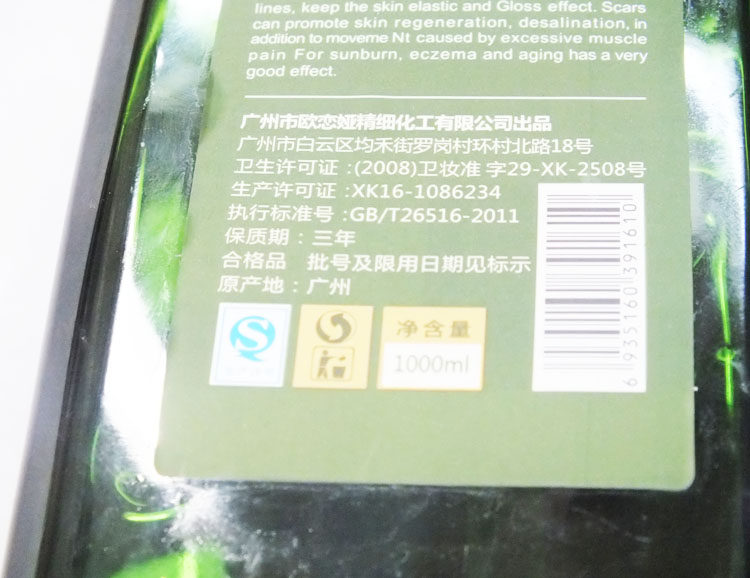 lines, keep the skin elastic and Gloss effect. Scars
can promote skin regeneration, desalination, in
addition to moveme Nt caused by excessive muscle
pain For sunburn, eczema and aging has a very
good effect.
广州市欧恋娅精细化工有限公司出品
广州市白云区均禾街罗岗村环村北路18号
卫生许可证:(2008)卫妆准 字29-XK-2508号
生产许可证:XK16-1086234
执行标准号:GB/T26516-2011
保质期:三年
合格品 批号及限用日期见标示
原产地:广州
净含量
1000ml
6 935160 391610